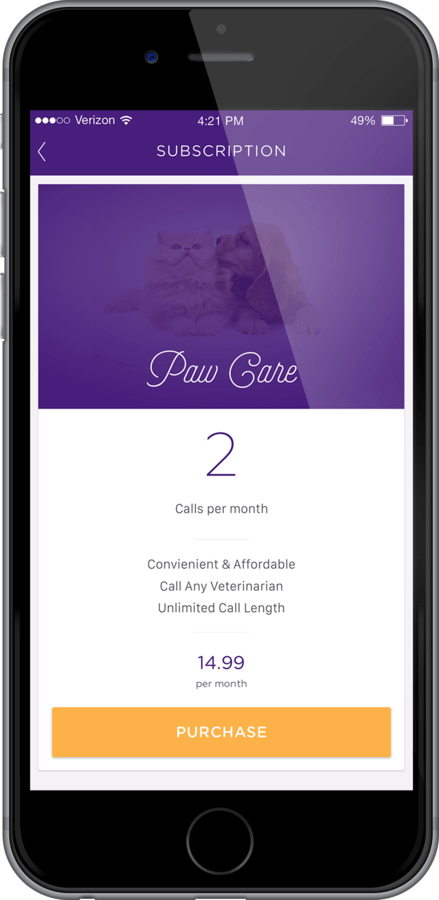 Verizon 4:21 PM 49%
SUBSCRIPTION
Paw Care
2
Calls per month
Convienient & Affordable
Call Any Veterinarian
Unlimited Call Length
14.99
per month
PURCHASE